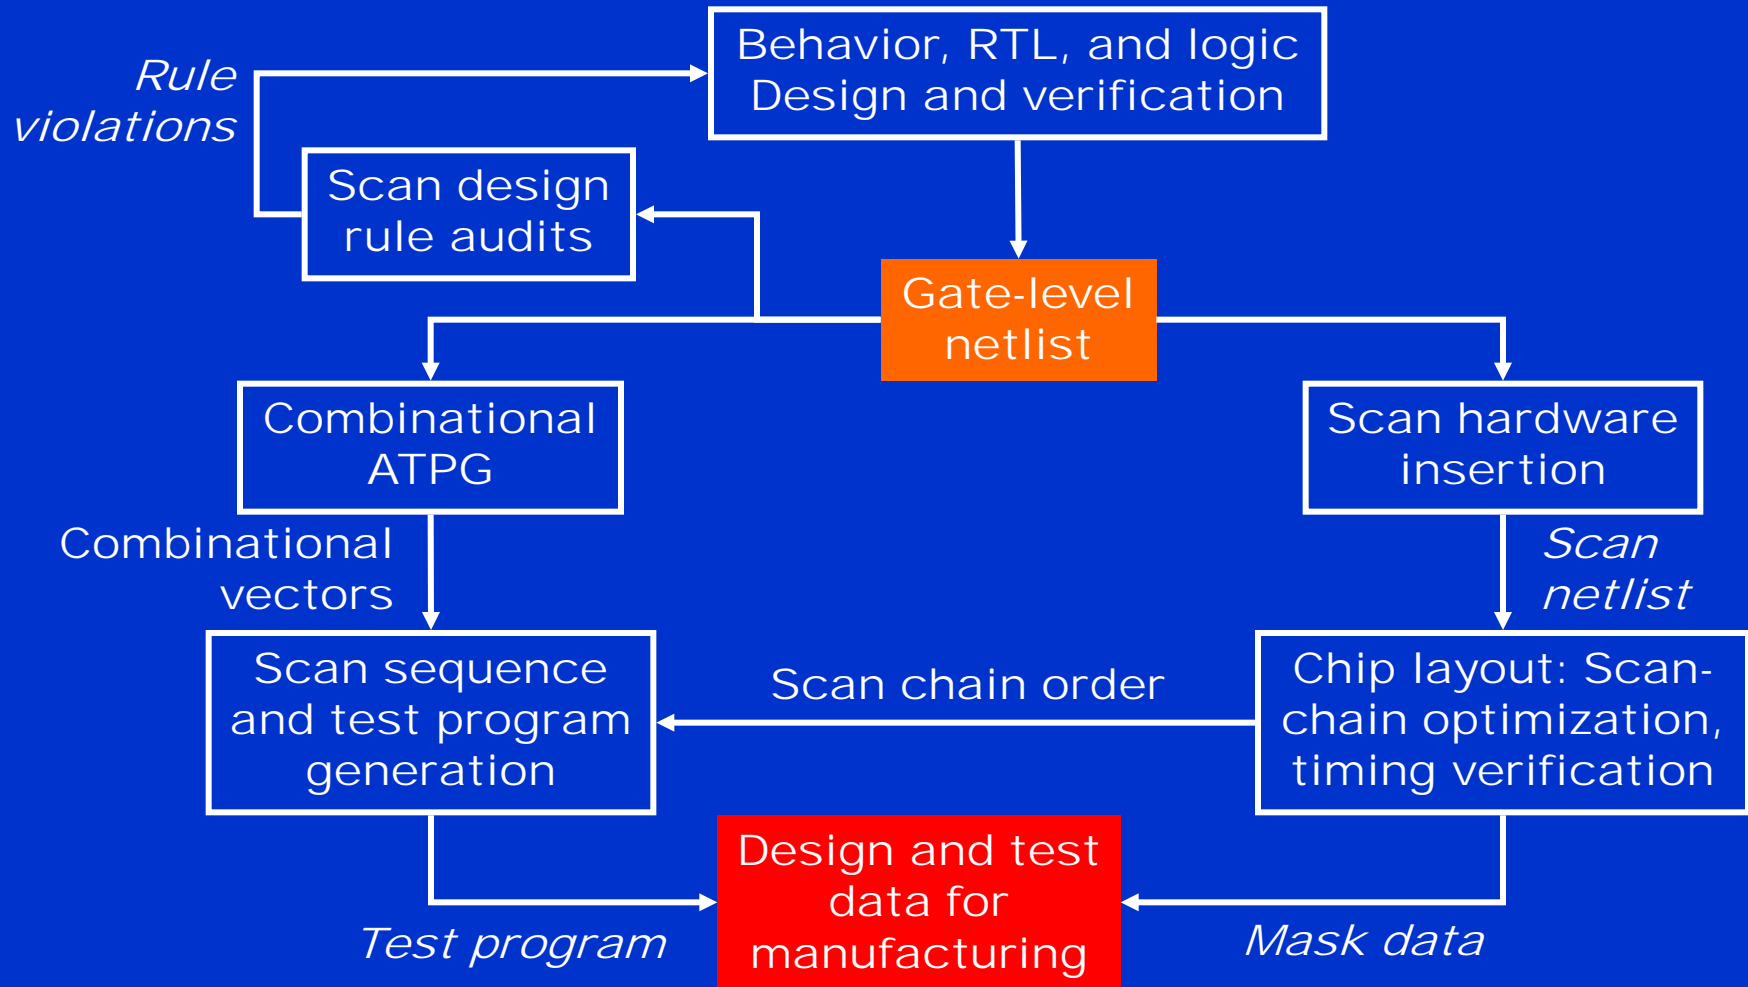 Behavior, RTL, and logic
Design and verification
Rule
violations
Scan design
rule audits
Gate-level
netlist
Combinational
ATPG
Scan hardware
insertion
Combinational
vectors
Scan
netlist
Scan sequence
and test program
generation
Scan chain order
Chip layout: Scan-
chain optimization,
timing verification
Design and test
data for
manufacturing
Test program
Mask data